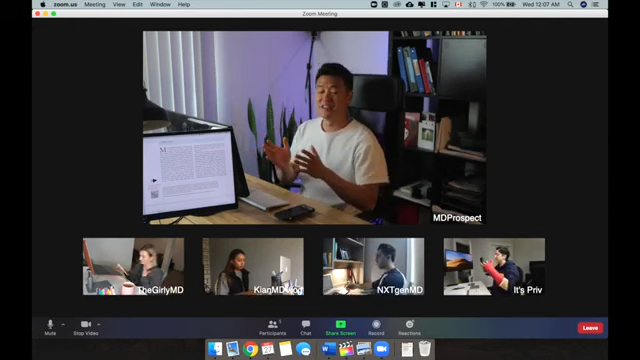 zoom.us Meeting View Edit Window Help
100% Wed 12:07 AM
Zoom Meeting
MDProspect
TheGirlyMD
KianMDVlog
NXTgenMD
It's Priv
Mute
Stop Video
Participants
Chat
Share Screen
Record
Reactions
Leave